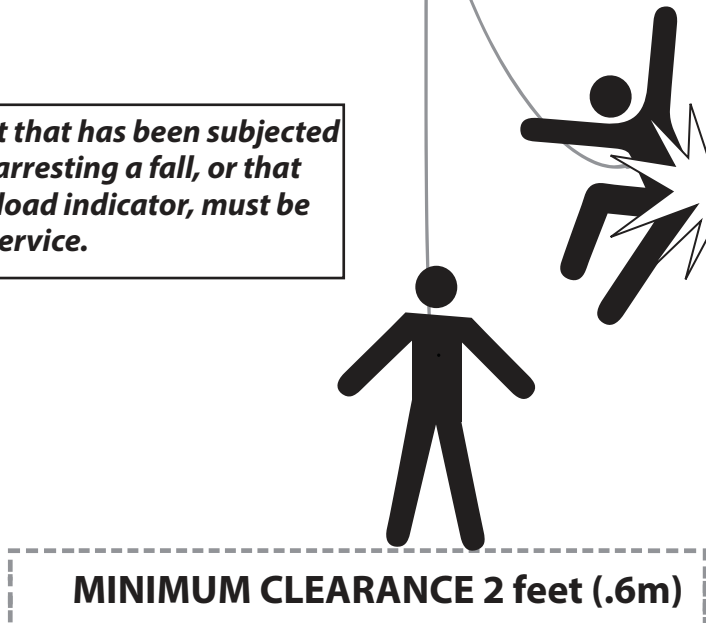 t that has been subjected
arresting a fall, or that
load indicator, must be
ervice.
MINIMUM CLEARANCE 2 feet (.6m)